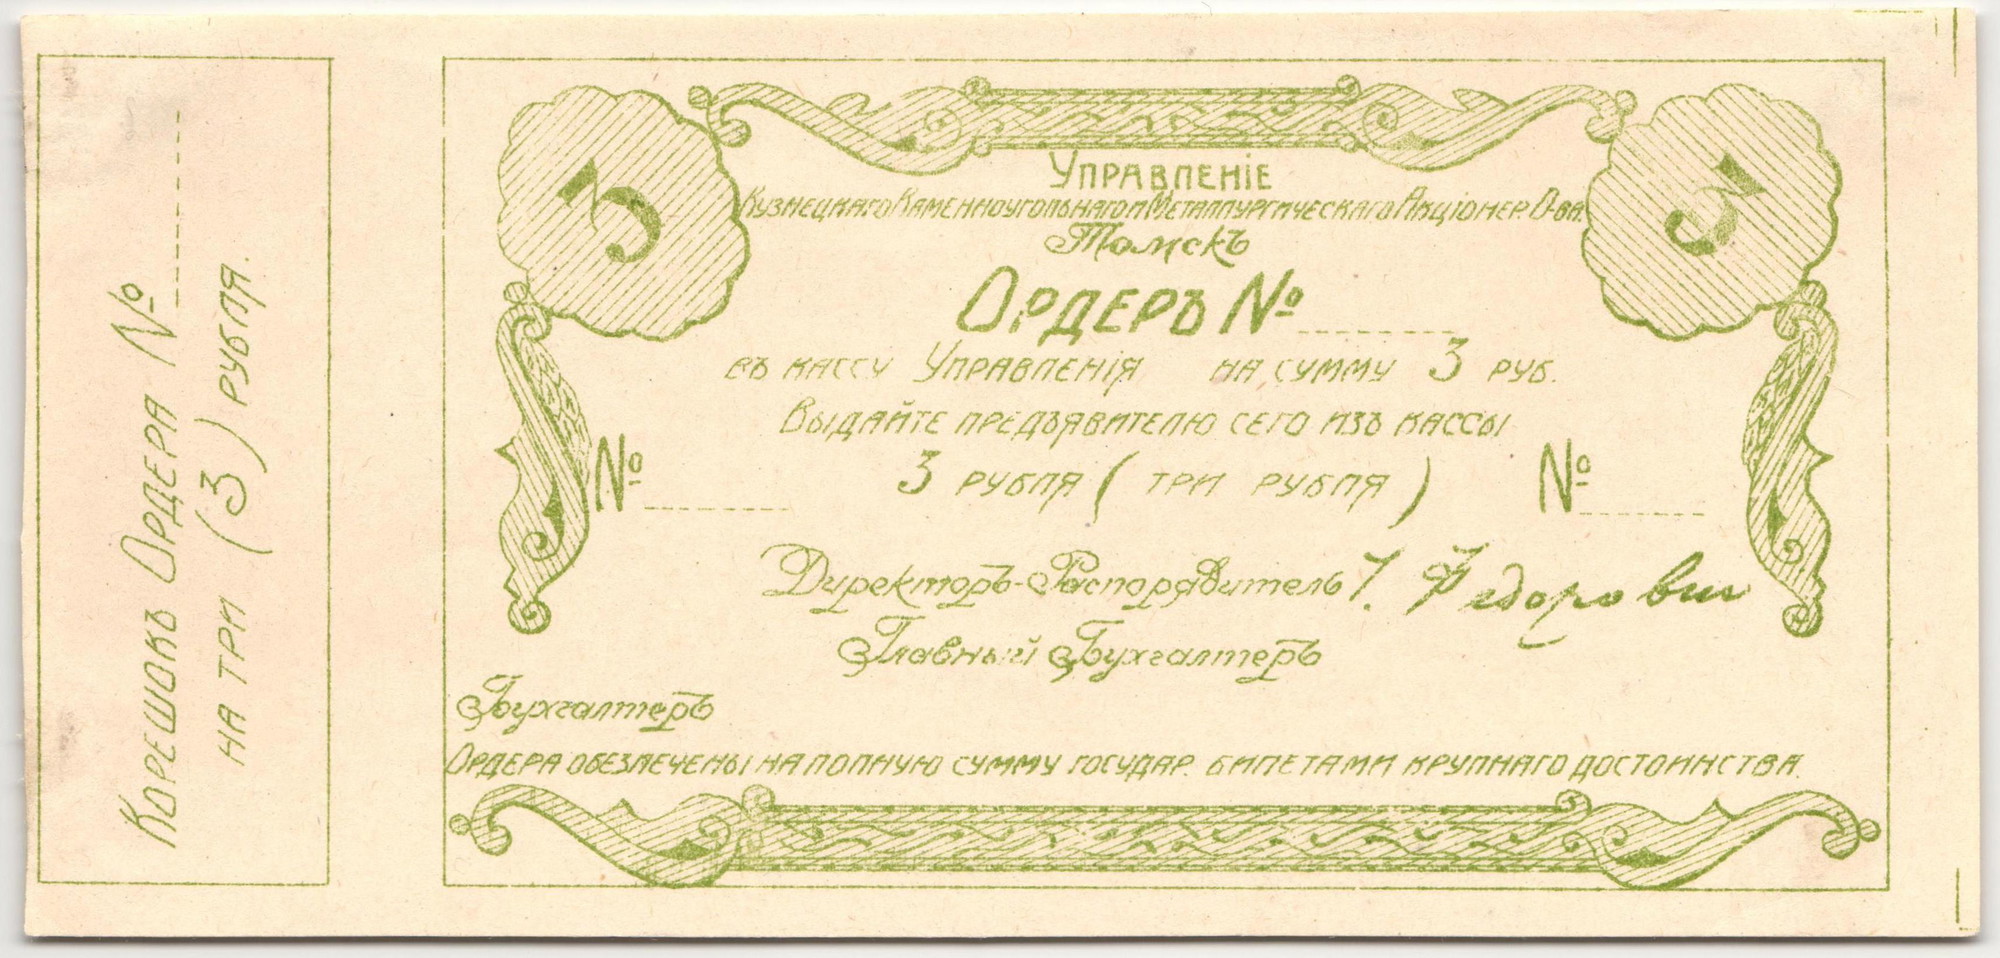 Корешокъ Ордера №
на три (3) рубля.
3
3
Управленіе
Кузнецкаго Каменноугольнаго и Металлургическаго Акціонер. О-ва.
Томскъ
Ордеръ №
въ кассу Управленія на сумму 3 руб.
Выдайте предъявителю сего изъ кассы
3 рубля ( три рубля )
№
№
Директоръ-Распорядитель І. Федорович
Главный Бухгалтеръ
Бухгалтеръ
Ордера обезпечены на полную сумму государ. билетами крупнаго достоинства.